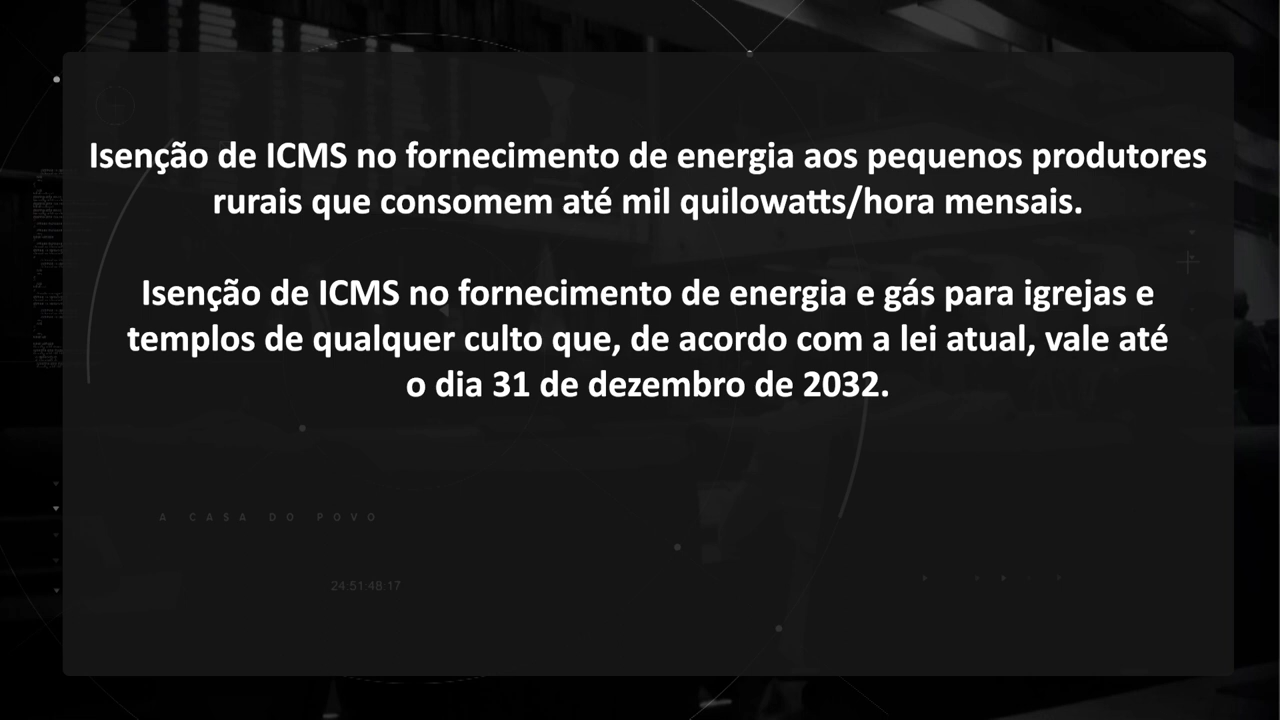 Isenção de ICMS no fornecimento de energia aos pequenos produtores
rurais que consomem até mil quilowatts/hora mensais.
Isenção de ICMS no fornecimento de energia e gás para igrejas e
templos de qualquer culto que, de acordo com a lei atual, vale até
o dia 31 de dezembro de 2032.
A CASA DO POVO
24:51:48:17